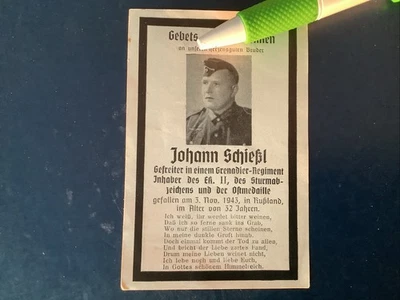 Gebets
an unseren herzensguten Bruder
Johann Schießl
Gefreiter in einem Grenadier-Regiment
Inhaber des EK. II, des Sturmab-
zeichens und der Ostmedaille
gefallen am 3. Nov. 1943, in Rußland,
im Alter von 32 Jahren.
Ich weiß, ihr werdet bitter weinen,
Daß ich so ferne sank ins Grab,
Wo nur die stillen Sterne scheinen,
In meine dunkle Gruft hinab.
Doch einmal kommt der Tod zu allen,
Und bricht der Liebe zartes Band,
Drum meine Lieben weinet nicht,
Ich lebe noch und liebe Euch,
In Gottes schönem Himmelreich.